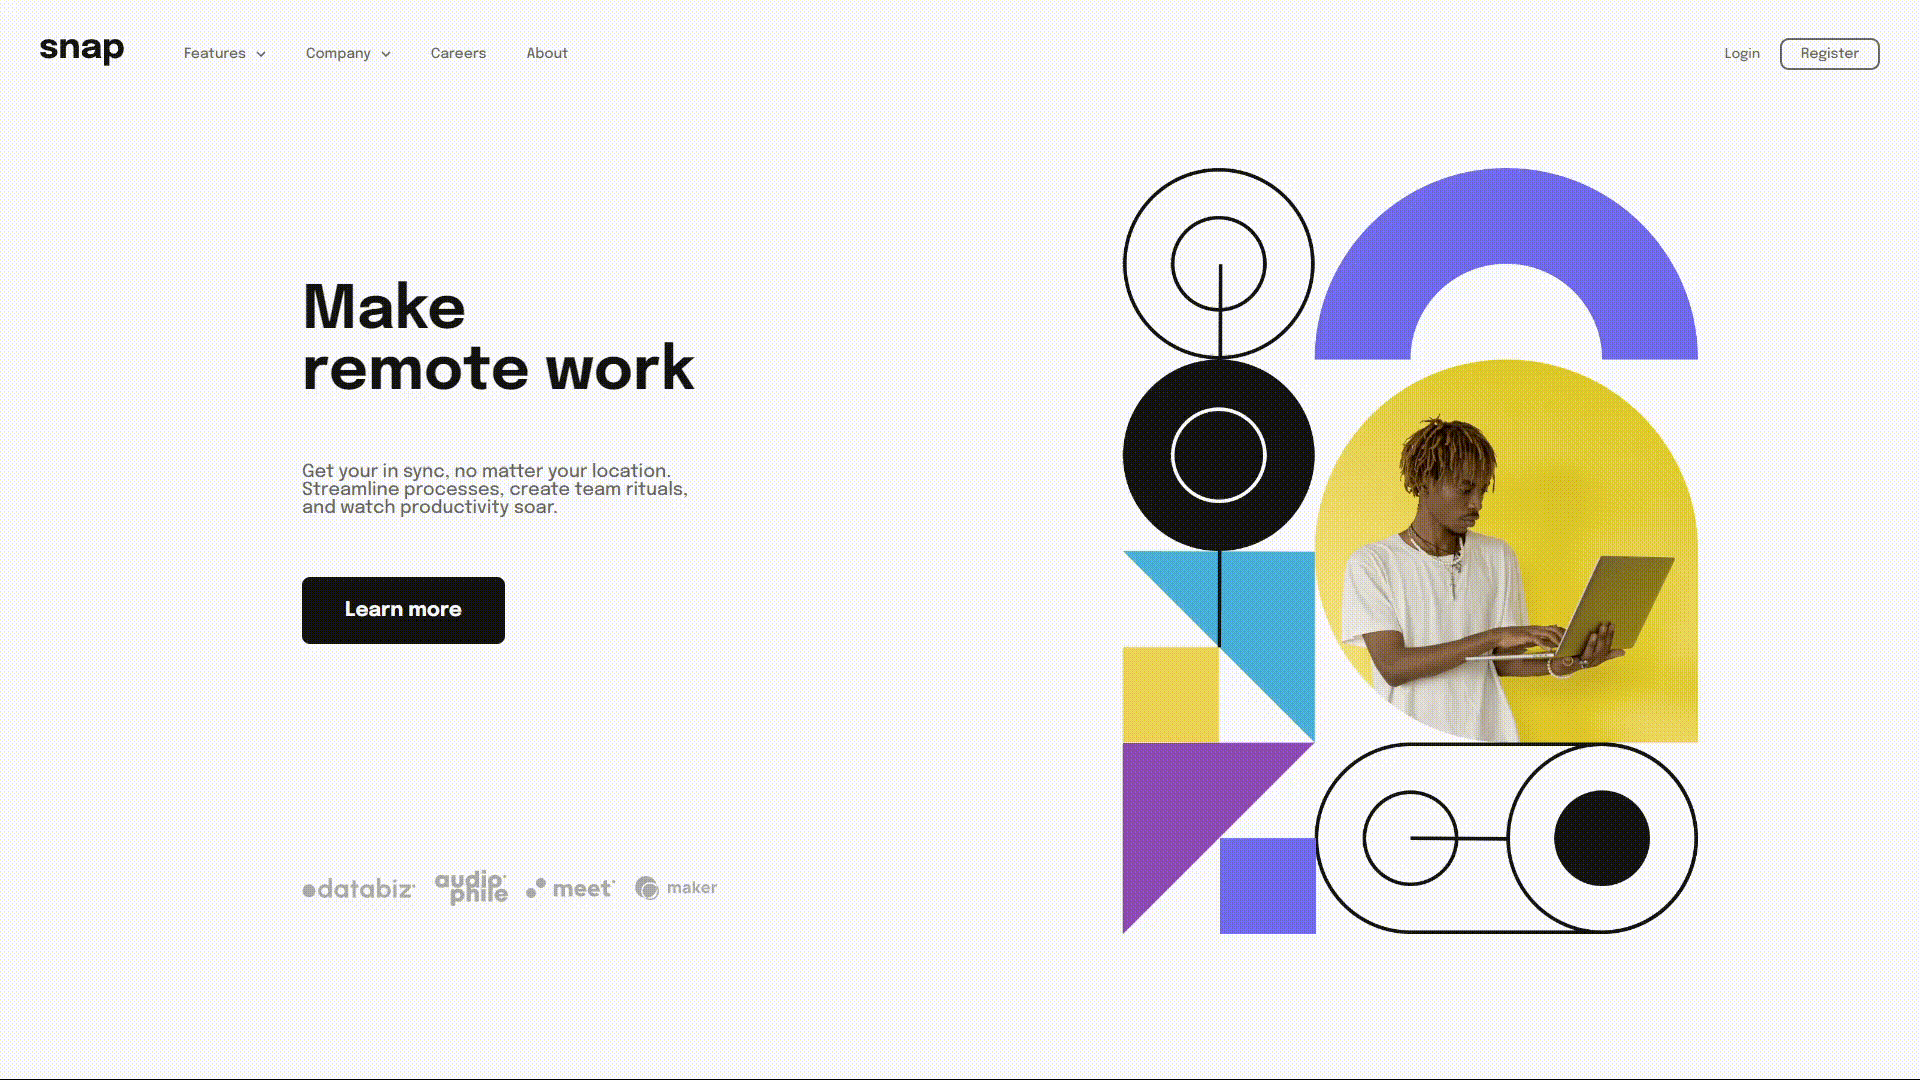 snap
Features
Company
Careers
About
Login
Register
Make
remote work
Get your in sync, no matter your location.
Streamline processes, create team rituals,
and watch productivity soar.
Learn more
databiz
audiophile
meet
maker